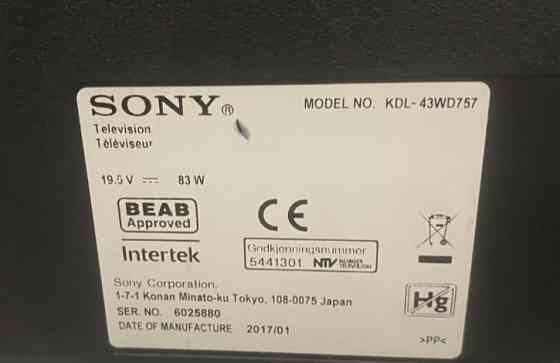 SONY®
MODEL NO. KDL-43WD757
Television
Téléviseur
19.5 V 83 W
BEAB
Approved
Intertek
CE
Godkjenningsnummer
5441301 NTV
Sony Corporation.
1-7-1 Konan Minato-ku Tokyo, 108-0075 Japan
SER. NO. 6025880
DATE OF MANUFACTURE 2017/01
Hg
>PP<